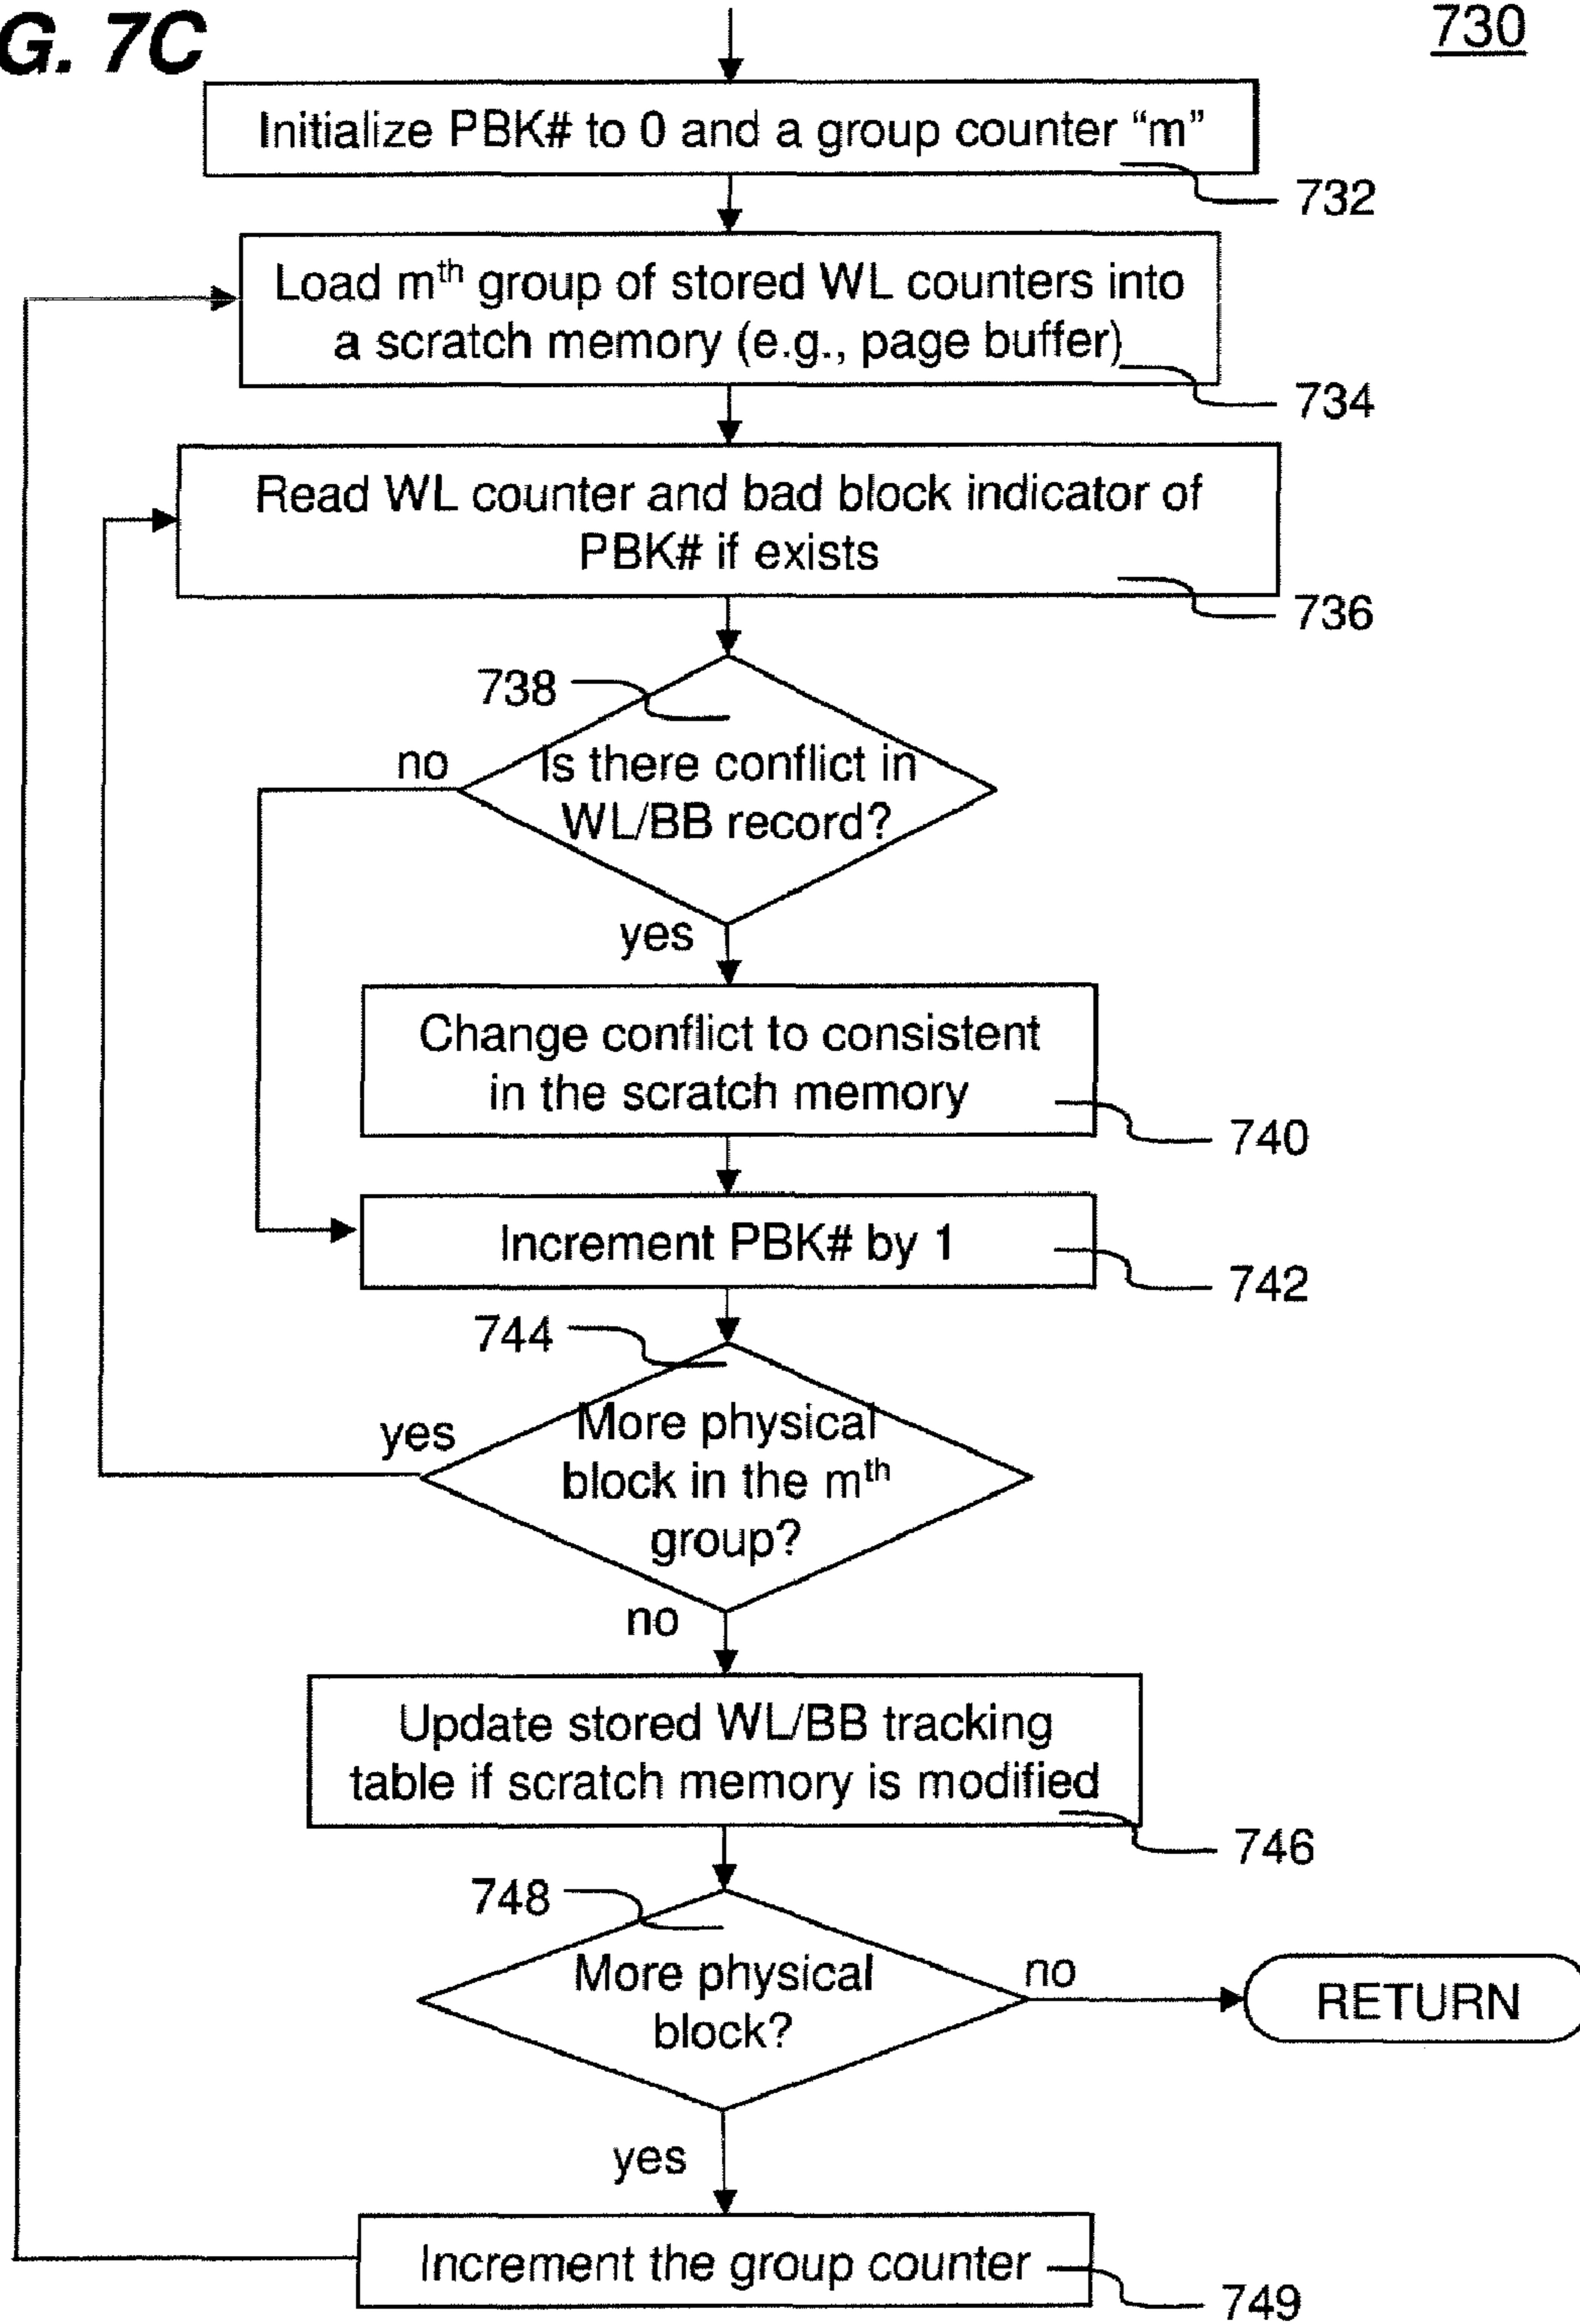 G. 7C
730
Initialize PBK# to 0 and a group counter “m”
732
Load mth group of stored WL counters into
a scratch memory (e.g., page buffer)
734
Read WL counter and bad block indicator of
PBK# if exists
736
738
no
Is there conflict in
WL/BB record?
yes
Change conflict to consistent
in the scratch memory
740
Increment PBK# by 1
742
744
yes
More physical
block in the mth
group?
no
Update stored WL/BB tracking
table if scratch memory is modified
746
748
More physical
block?
no
RETURN
yes
Increment the group counter
749